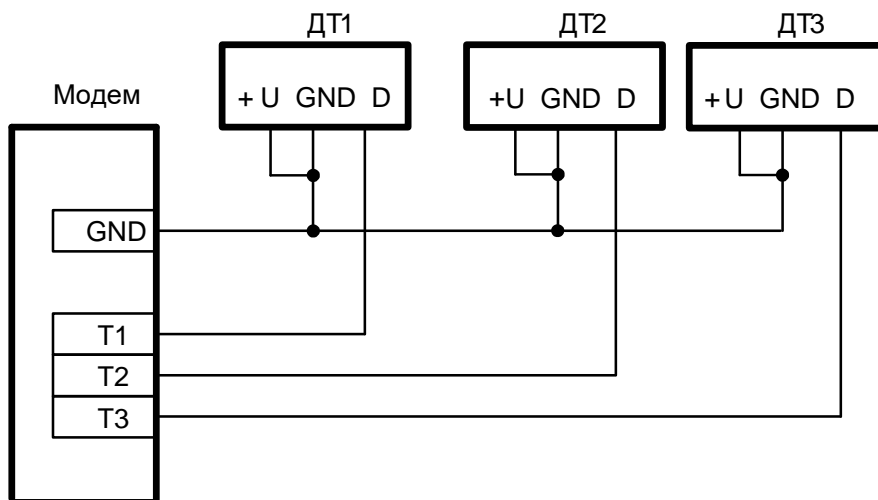 ДТ1 ДТ2 ДТ3
Модем
+ U GND D
+U GND D
+ U GND D
GND
T1
T2
T3